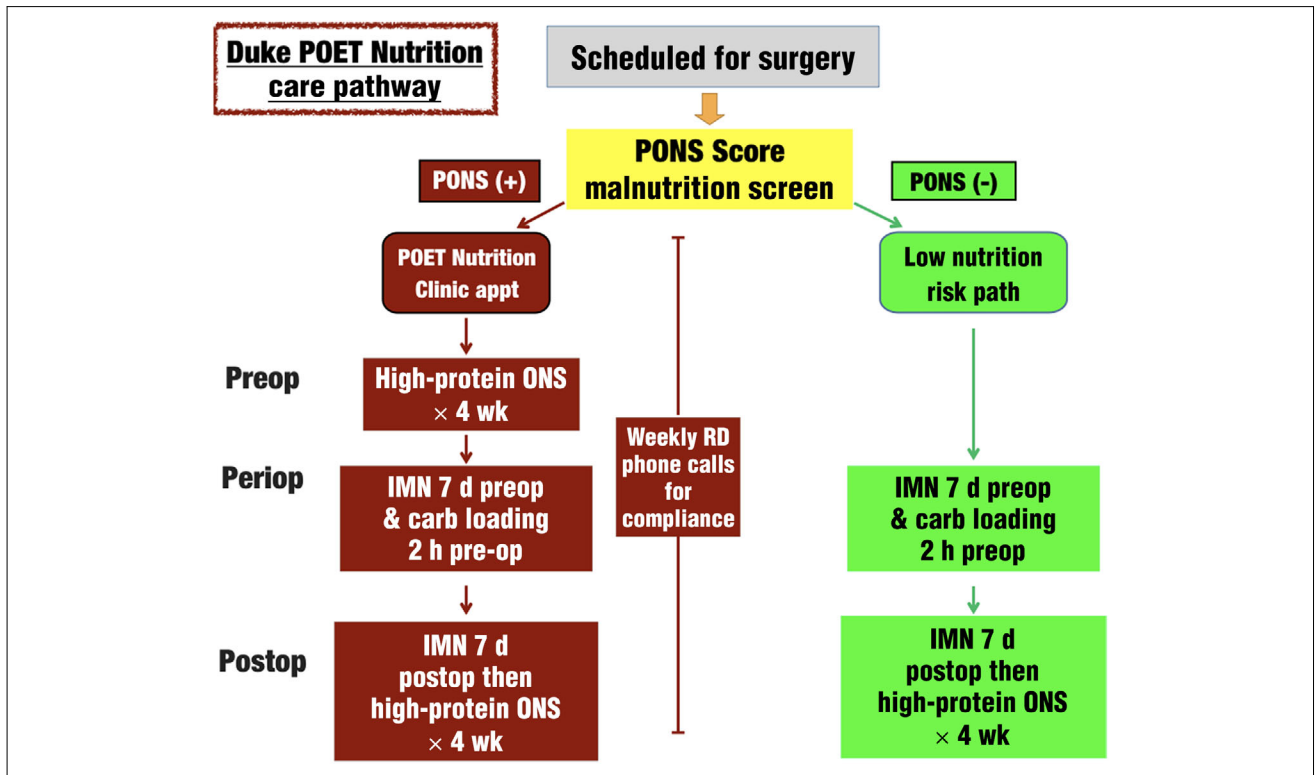 Duke POET Nutrition
care pathway
Scheduled for surgery
PONS Score
malnutrition screen
PONS (+)
PONS (-)
POET Nutrition
Clinic appt
Low nutrition
risk path
Preop
High-protein ONS
× 4 wk
Weekly RD
phone calls
for
compliance
Periop
IMN 7 d preop
& carb loading
2 h pre-op
IMN 7 d preop
& carb loading
2 h preop
Postop
IMN 7 d
postop then
high-protein ONS
× 4 wk
IMN 7 d
postop then
high-protein ONS
× 4 wk